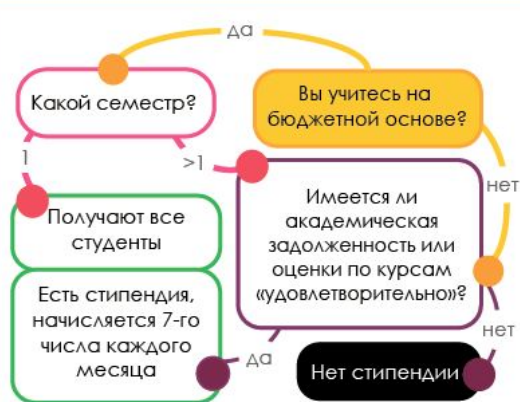 да
Какой семестр?
Вы учитесь на
бюджетной основе?
1
>1
нет
Получают все
студенты
Имеется ли
академическая
задолженность или
оценки по курсам
«удовлетворительно»?
Есть стипендия,
начисляется 7-го
числа каждого
месяца
да
нет
Нет стипендии